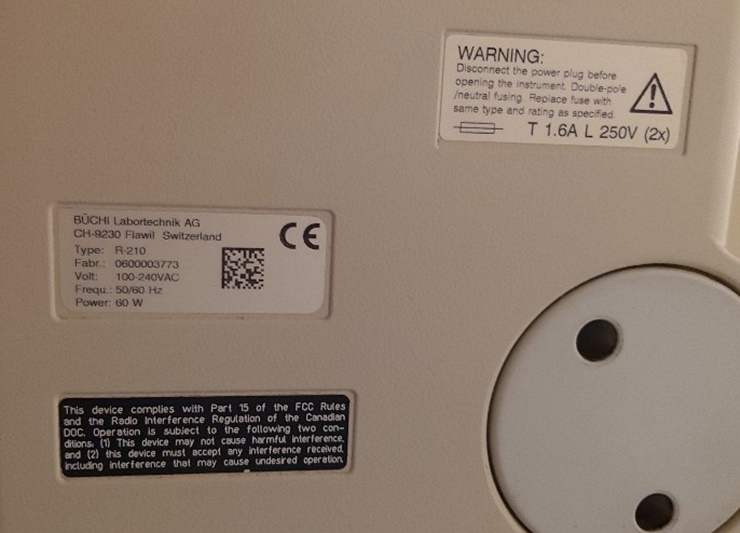 WARNING:
Disconnect the power plug before
opening the instrument. Double-pole
/neutral fusing. Replace fuse with
same type and rating as specified.
T 1.6A L 250V (2x)
BÜCHI Labortechnik AG
CH-9230 Flawil Switzerland
Type: R-210
Fabr.: 0600003773
Volt: 100-240VAC
Frequ.: 50/60 Hz
Power: 60 W
CE
This device complies with Part 15 of the FCC Rules
and the Radio Interference Regulation of the Canadian
DOC. Operation is subject to the following two con-
ditions: (1) This device may not cause harmful interference,
and (2) this device must accept any interference received,
including interference that may cause undesired operation.